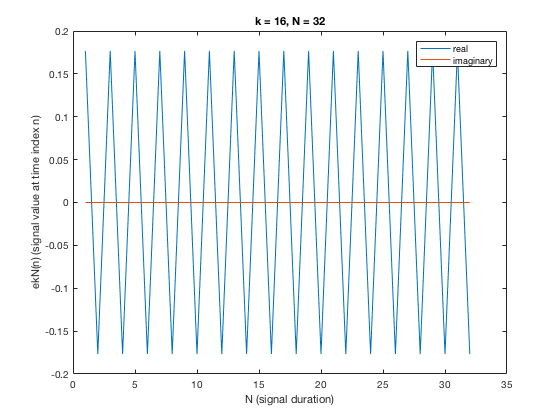 k = 16, N = 32
real
imaginary
0.2
0.15
0.1
0.05
0
-0.05
-0.1
-0.15
-0.2
ekN(n) (signal value at time index n)
0 5 10 15 20 25 30 35
N (signal duration)